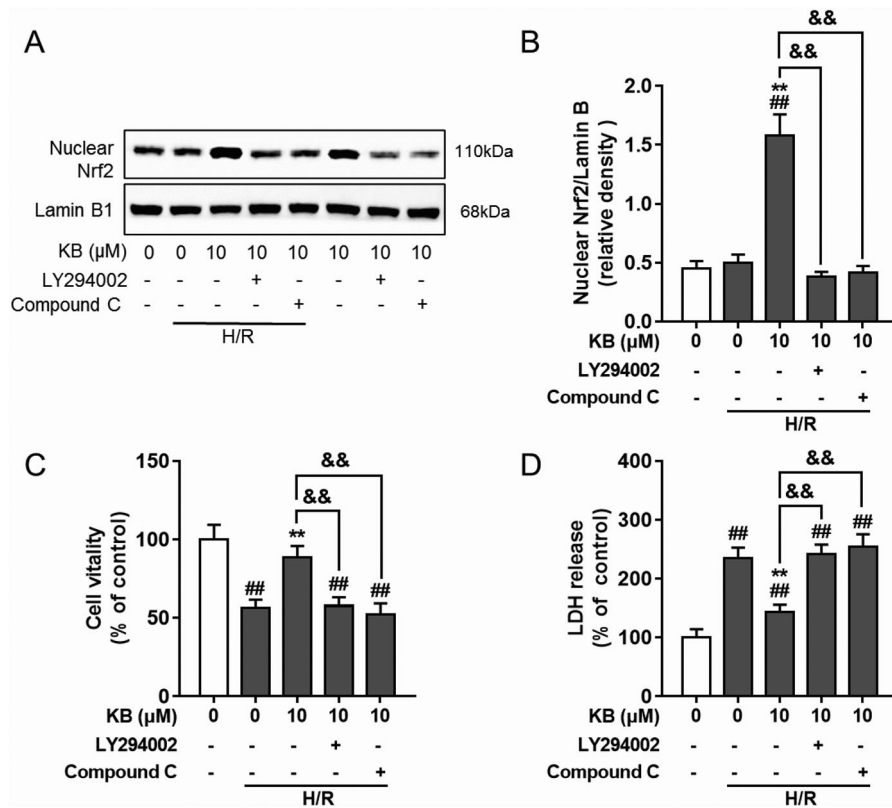 A
Nuclear
Nrf2
110kDa
Lamin B1
68kDa
KB (µM) 0 0 10 10 10 10 10 10
LY294002 - - - + - - + -
Compound C - - - - + - - +
H/R
B
&&
&&
**
##
Nuclear Nrf2/Lamin B
(relative density )
2.0
1.5
1.0
0.5
0.0
KB (µM) 0 0 10 10 10
LY294002 - - - + -
Compound C - - - - +
H/R
C
&&
&&
**
##
##
##
Cell vitality
(% of control)
150
100
50
0
KB (µM) 0 0 10 10 10
LY294002 - - - + -
Compound C - - - - +
H/R
D
&&
&&
##
**
##
##
##
LDH release
(% of control)
400
300
200
100
0
KB (µM) 0 0 10 10 10
LY294002 - - - + -
Compound C - - - - +
H/R